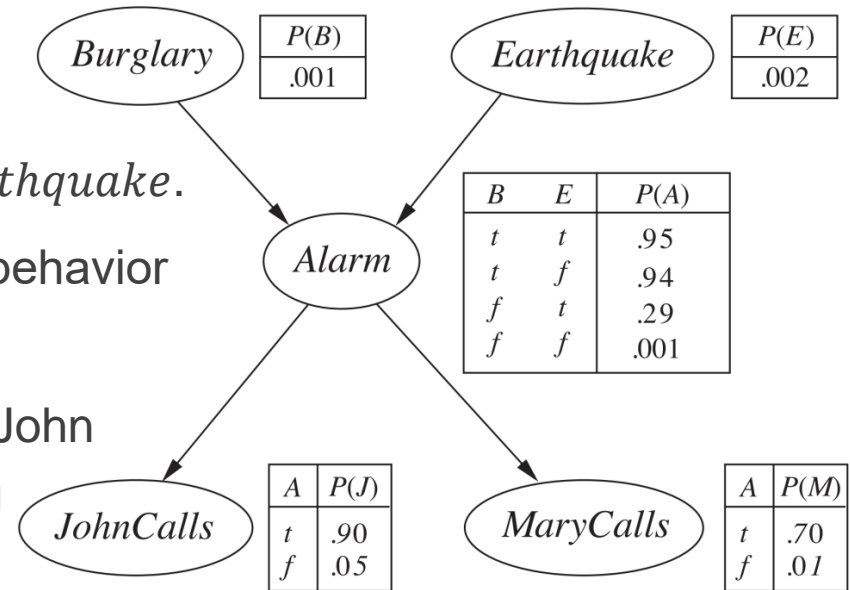 Burglary
P(B)
.001
Earthquake
P(E)
.002
thquake.
behavior
Alarm
B E P(A)
t t .95
t f .94
f t .29
f f .001
John
JohnCalls
A P(J)
t .90
f .05
MaryCalls
A P(M)
t .70
f .01